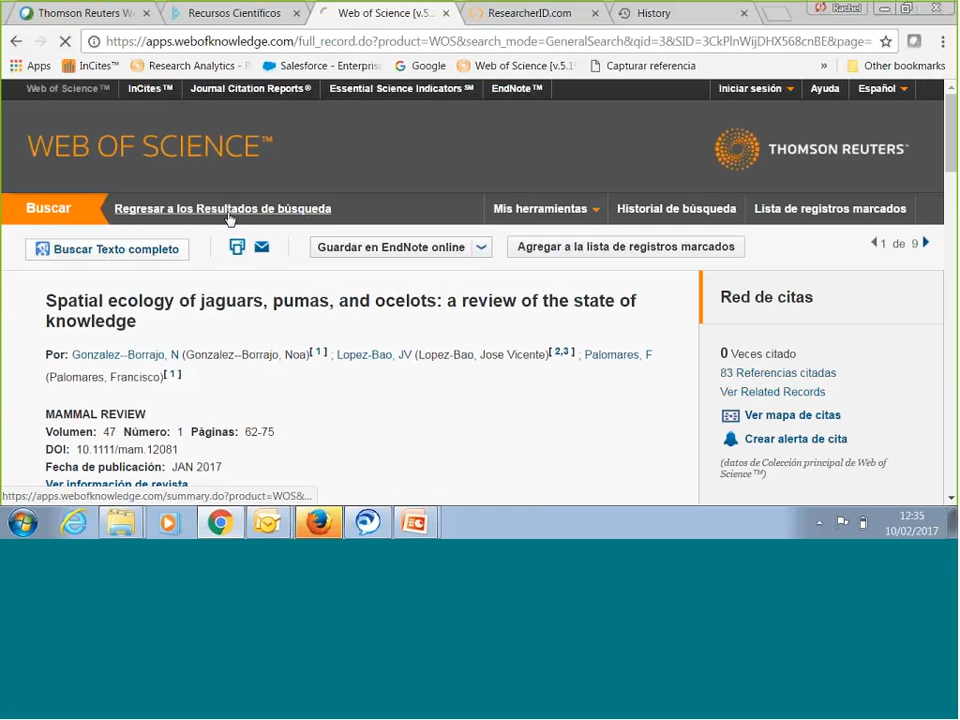 Thomson Reuters W
Recursos Científicos
Web of Science [v.5...
ResearcherID.com
History
Rachel
https://apps.webofknowledge.com/full_record.do?product=WOS&search_mode=GeneralSearch&qid=3&SID=3CkPlnWijDHX568cnBE&page=
Apps
InCites™
Research Analytics - F
Salesforce - Enterprise
Google
Web of Science [v.5.1
Capturar referencia
»
Other bookmarks
Web of Science™
InCites™
Journal Citation Reports®
Essential Science Indicators℠
EndNote™
Iniciar sesión
Ayuda
Español
WEB OF SCIENCE™
THOMSON REUTERS™
Buscar
Regresar a los Resultados de búsqueda
Mis herramientas
Historial de búsqueda
Lista de registros marcados
Buscar Texto completo
Guardar en EndNote online
Agregar a la lista de registros marcados
1 de 9
Spatial ecology of jaguars, pumas, and ocelots: a review of the state of
knowledge
Por: Gonzalez--Borrajo, N (Gonzalez--Borrajo, Noa)[ 1 ] ; Lopez-Bao, JV (Lopez-Bao, Jose Vicente)[ 2,3 ] ; Palomares, F
(Palomares, Francisco)[ 1 ]
MAMMAL REVIEW
Volumen: 47 Número: 1 Páginas: 62-75
DOI: 10.1111/mam.12081
Fecha de publicación: JAN 2017
Ver información de revista
Red de citas
0 Veces citado
83 Referencias citadas
Ver Related Records
Ver mapa de citas
Crear alerta de cita
(datos de Colección principal de Web of
Science™)
https://apps.webofknowledge.com/summary.do?product=WOS&...
12:35
10/02/2017